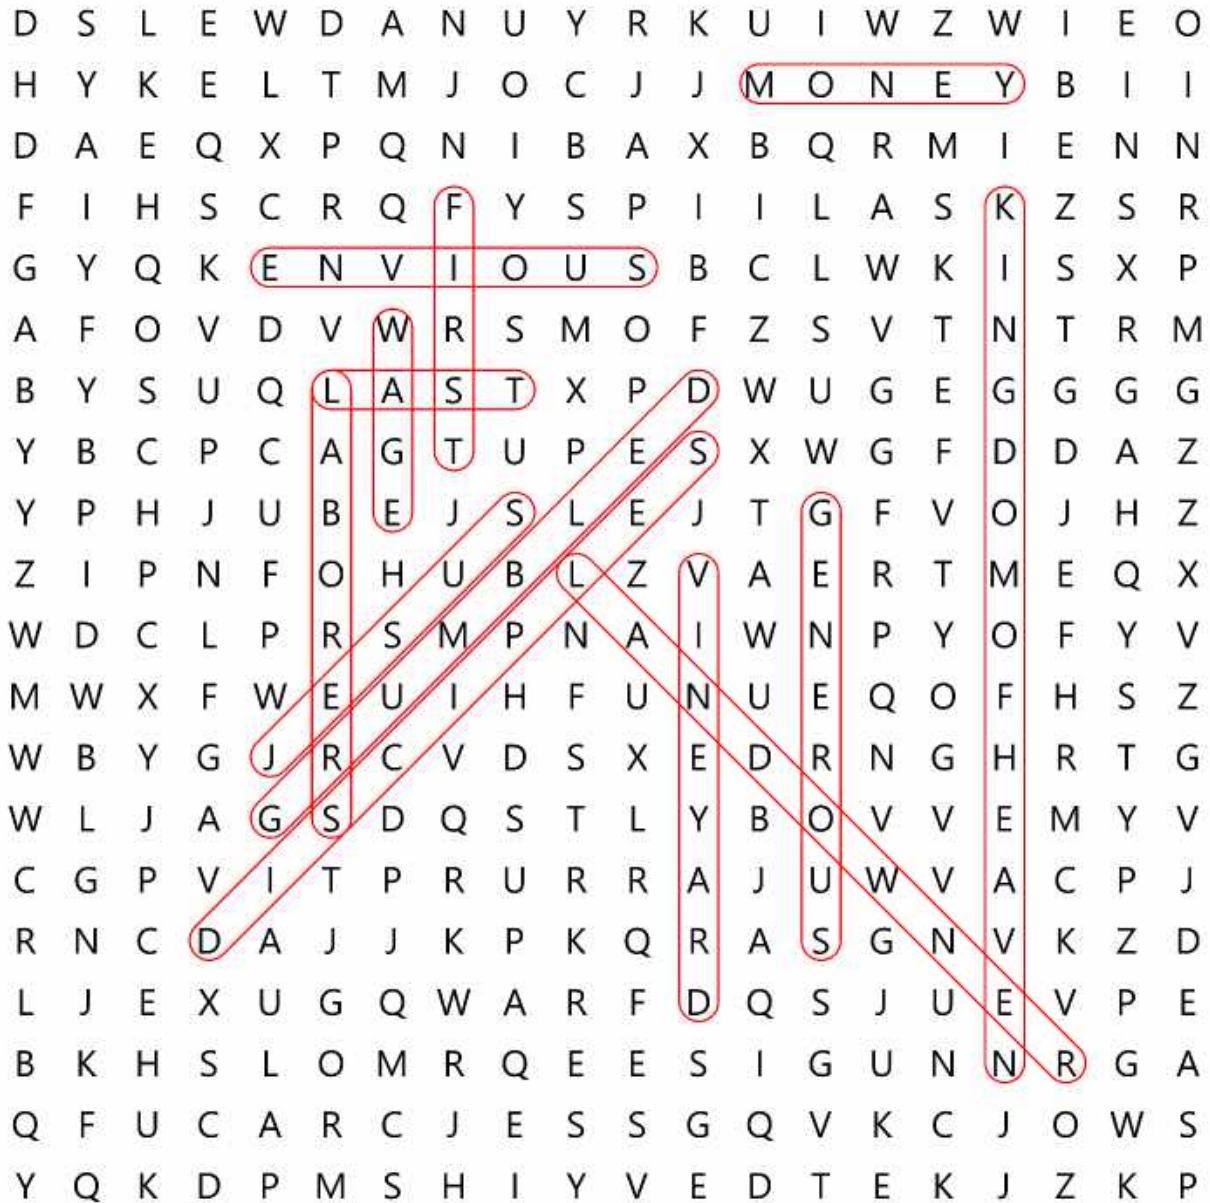 D S L E W D A N U Y R K U I W Z W I E O
H Y K E L T M J O C J J M O N E Y B I I
D A E Q X P Q N I B A X B Q R M I E N N
F I H S C R Q F Y S P I I L A S K Z S R
G Y Q K E N V I O U S B C L W K I S X P
A F O V D V W R S M O F Z S V T N T R M
B Y S U Q L A S T X P D W U G E G G G G
Y B C P C A G T U P E S X W G F D D A Z
Y P H J U B E J S L E J T G F V O J H Z
Z I P N F O H U B L Z V A E R T M E Q X
W D C L P R S M P N A I W N P Y O F Y V
M W X F W E U I H F U N U E Q O F H S Z
W B Y G J R C V D S X E D R N G H R T G
W L J A G S D Q S T L Y B O V V E M Y V
C G P V I T P R U R R A J U W V A C P J
R N C D A J J K P K Q R A S G N V K Z D
L J E X U G Q W A R F D Q S J U E V P E
B K H S L O M R Q E E S I G U N N R G A
Q F U C A R C J E S S G Q V K C J O W S
Y Q K D P M S H I Y V E D T E K J Z K P